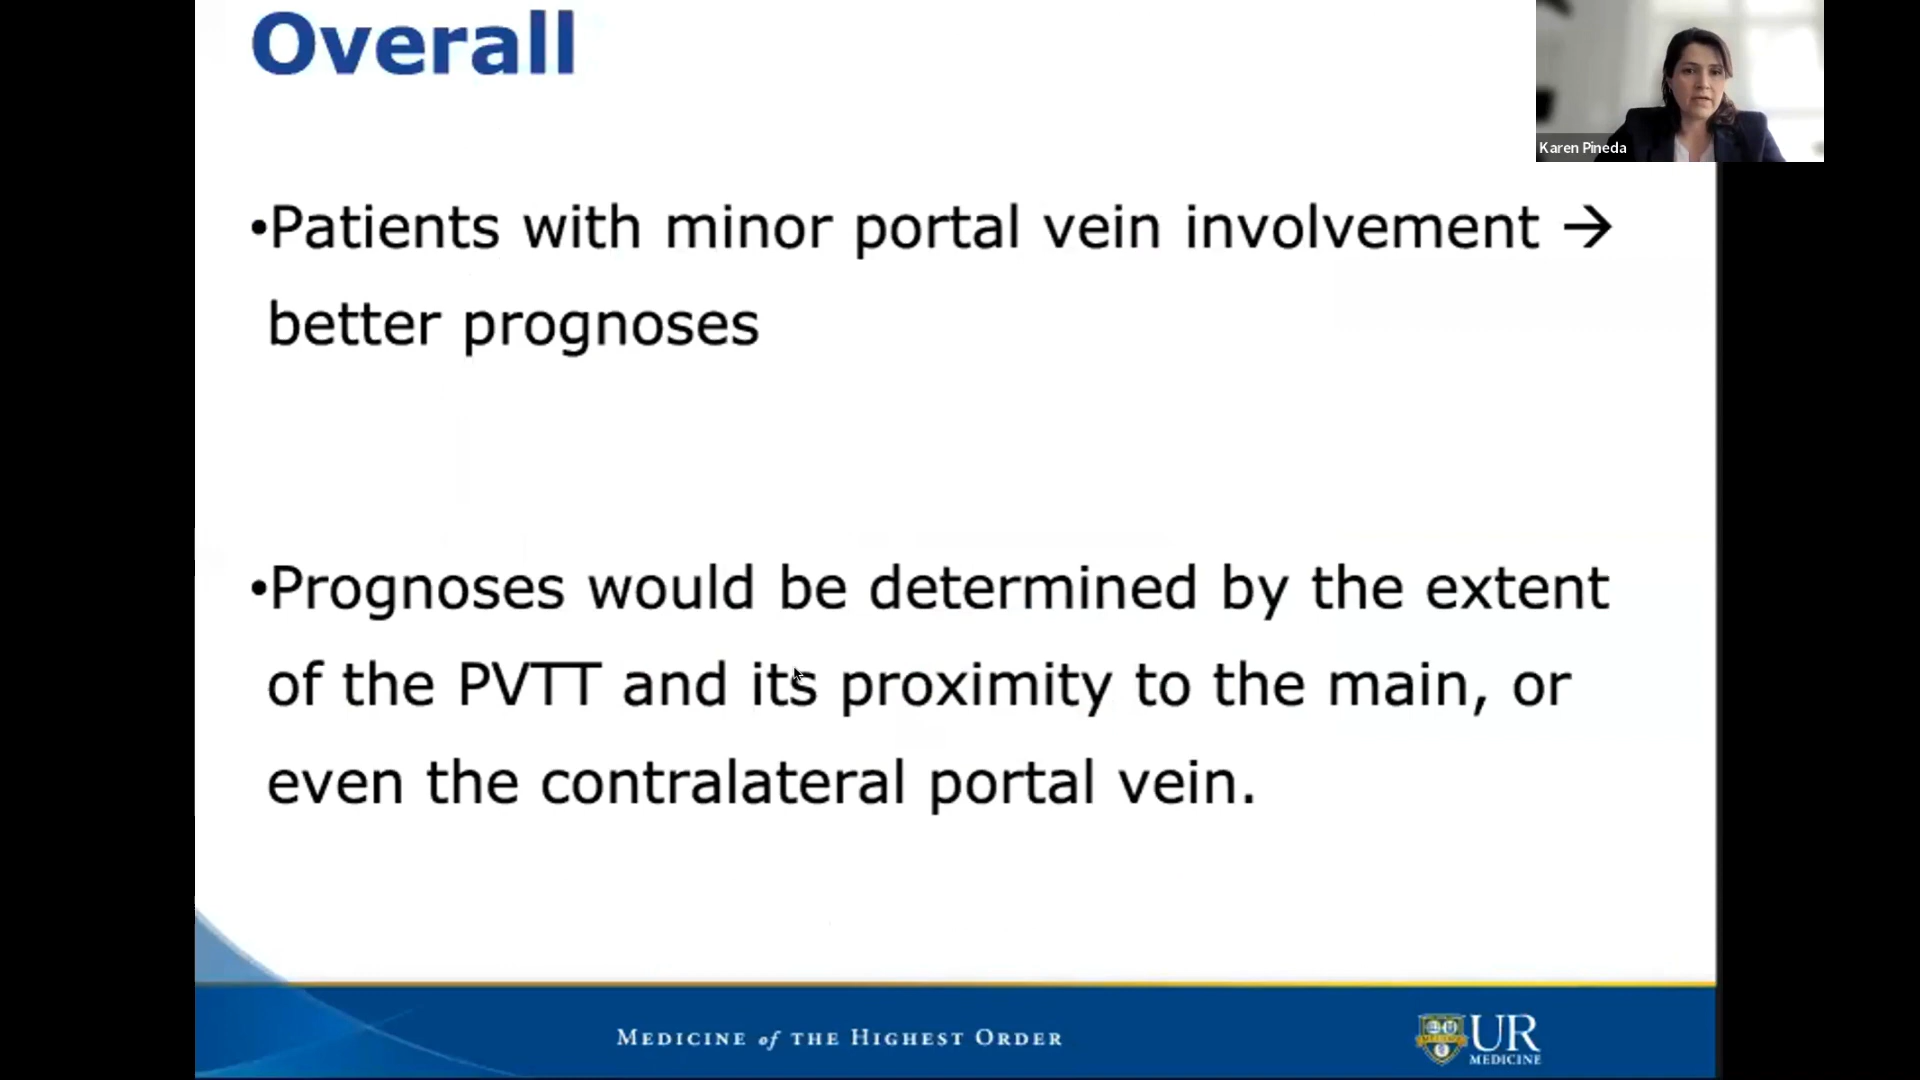 Overall
Karen Pineda
•Patients with minor portal vein involvement →
better prognoses
•Prognoses would be determined by the extent
of the PVTT and its proximity to the main, or
even the contralateral portal vein.
MEDICINE of THE HIGHEST ORDER
UR
MEDICINE